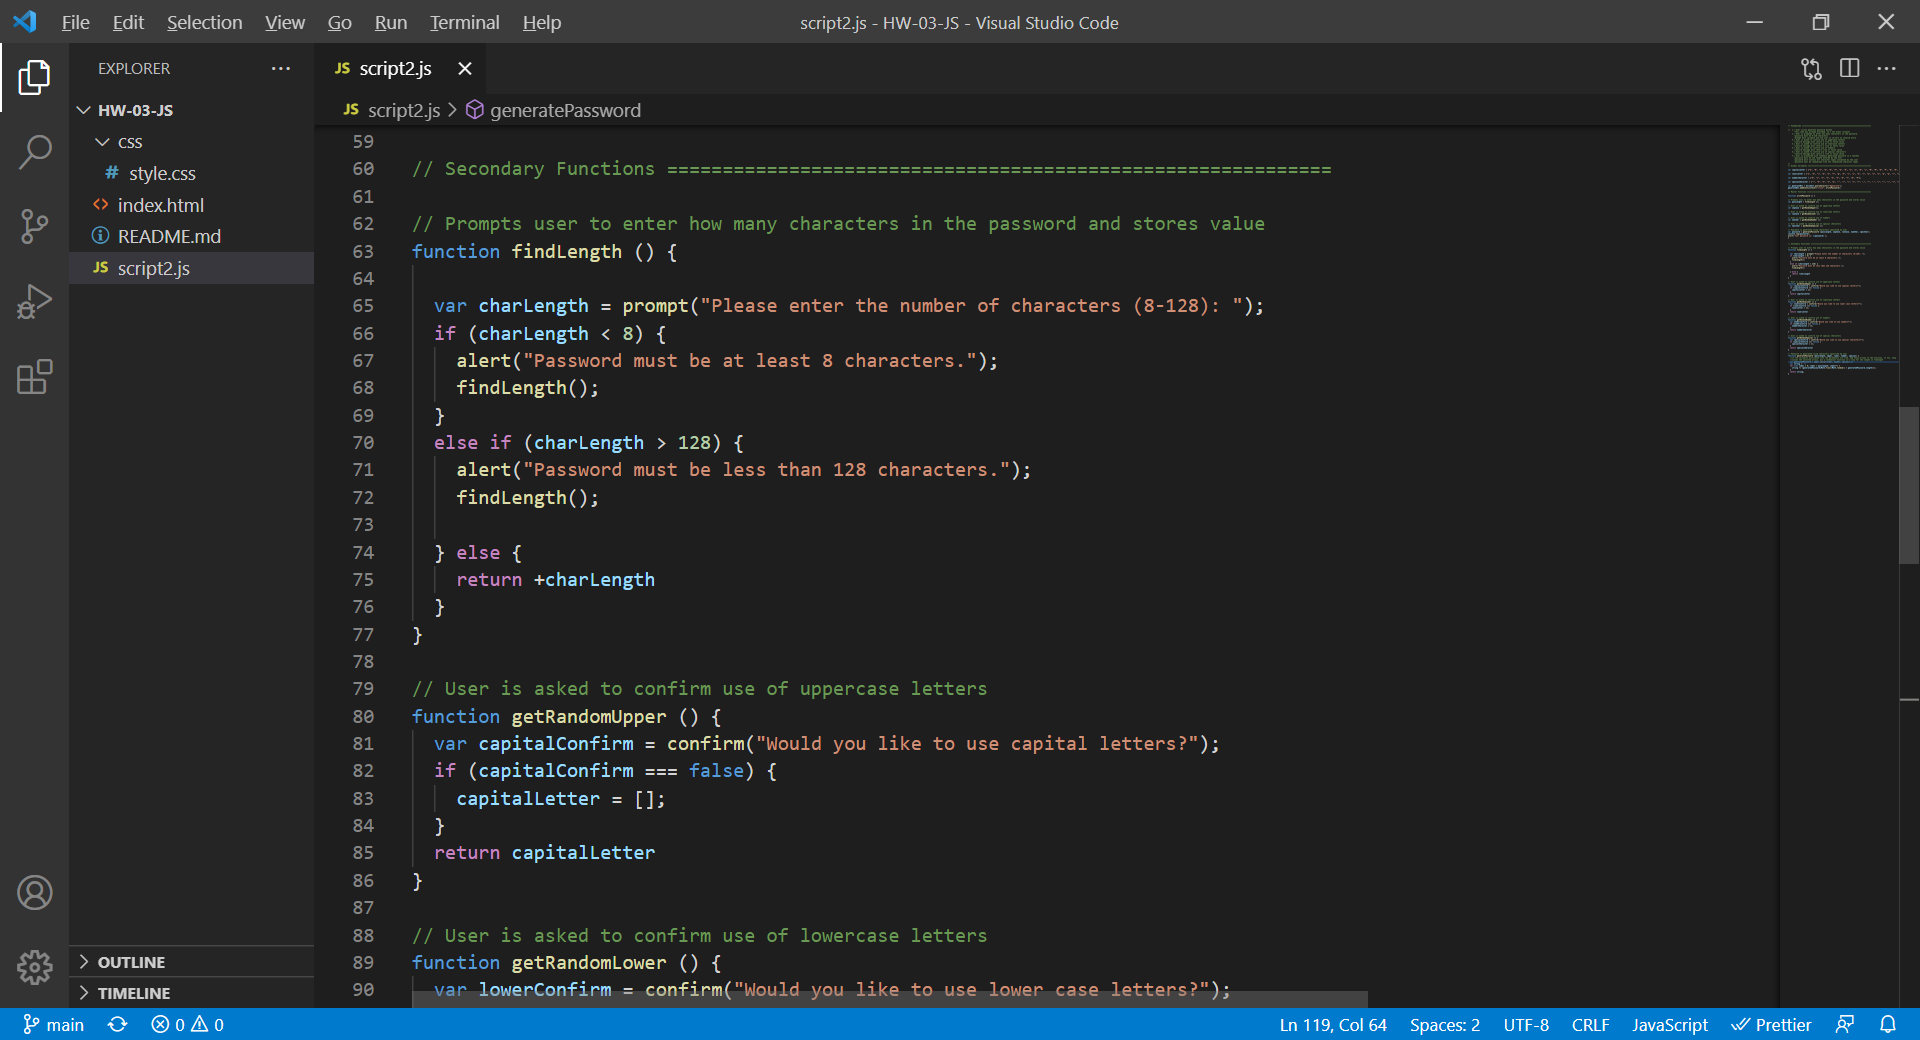 File Edit Selection View Go Run Terminal Help script2.js - HW-03-JS - Visual Studio Code
EXPLORER
HW-03-JS
css
# style.css
<> index.html
README.md
JS script2.js
OUTLINE
TIMELINE
JS script2.js
JS script2.js > generatePassword
59
60 // Secondary Functions ============================================================
61
62 // Prompts user to enter how many characters in the password and stores value
63 function findLength () {
64
65 var charLength = prompt("Please enter the number of characters (8-128): ");
66 if (charLength < 8) {
67 alert("Password must be at least 8 characters.");
68 findLength();
69 }
70 else if (charLength > 128) {
71 alert("Password must be less than 128 characters.");
72 findLength();
73
74 } else {
75 return +charLength
76 }
77 }
78
79 // User is asked to confirm use of uppercase letters
80 function getRandomUpper () {
81 var capitalConfirm = confirm("Would you like to use capital letters?");
82 if (capitalConfirm === false) {
83 capitalLetter = [];
84 }
85 return capitalLetter
86 }
87
88 // User is asked to confirm use of lowercase letters
89 function getRandomLower () {
90 var lowerConfirm = confirm("Would you like to use lower case letters?");
main 0 0 Ln 119, Col 64 Spaces: 2 UTF-8 CRLF JavaScript Prettier